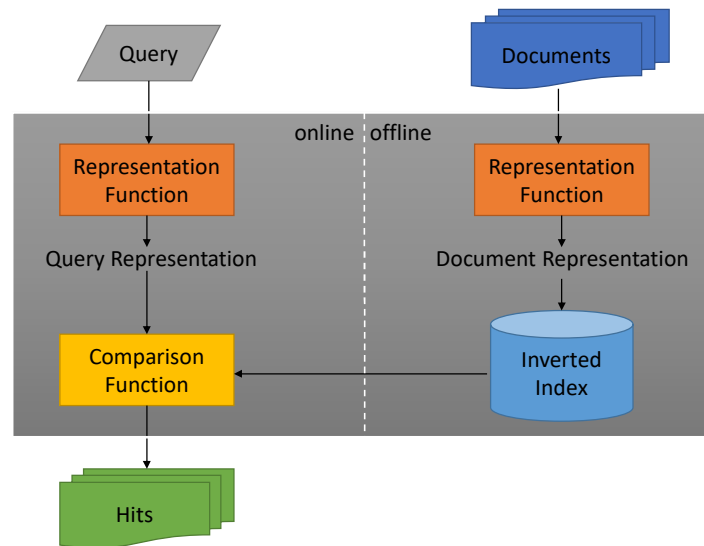 Query
Documents
online
offline
Representation
Function
Representation
Function
Query Representation
Document Representation
Comparison
Function
Inverted
Index
Hits